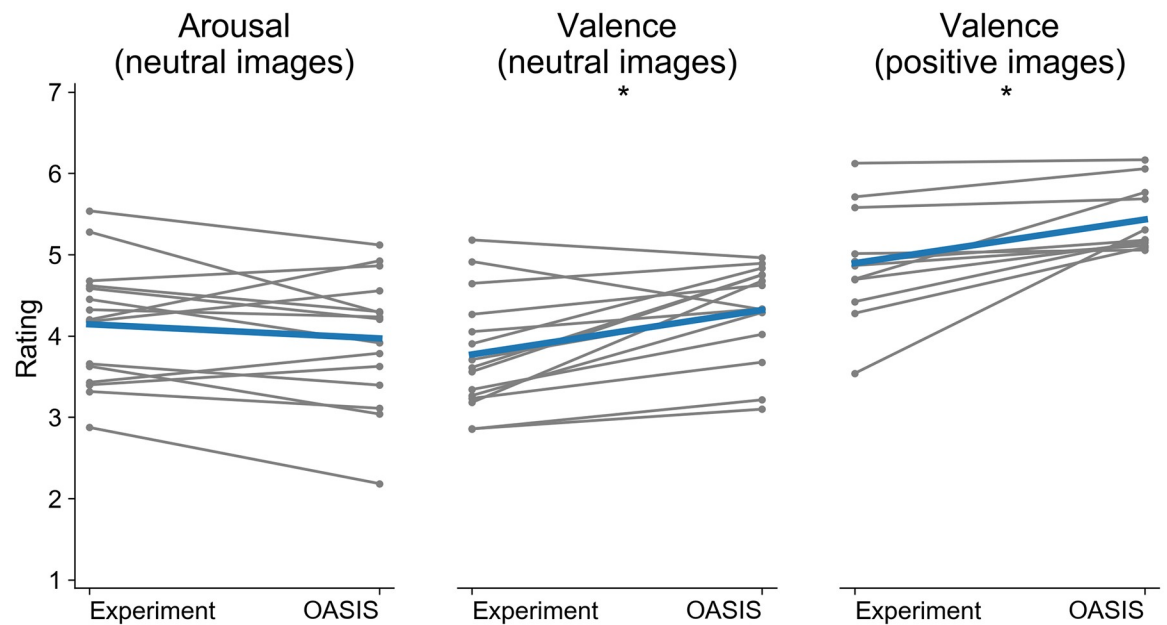 Arousal
(neutral images)
Valence
(neutral images)
*
Valence
(positive images)
*
Rating
7
6
5
4
3
2
1
Experiment OASIS
Experiment OASIS
Experiment OASIS